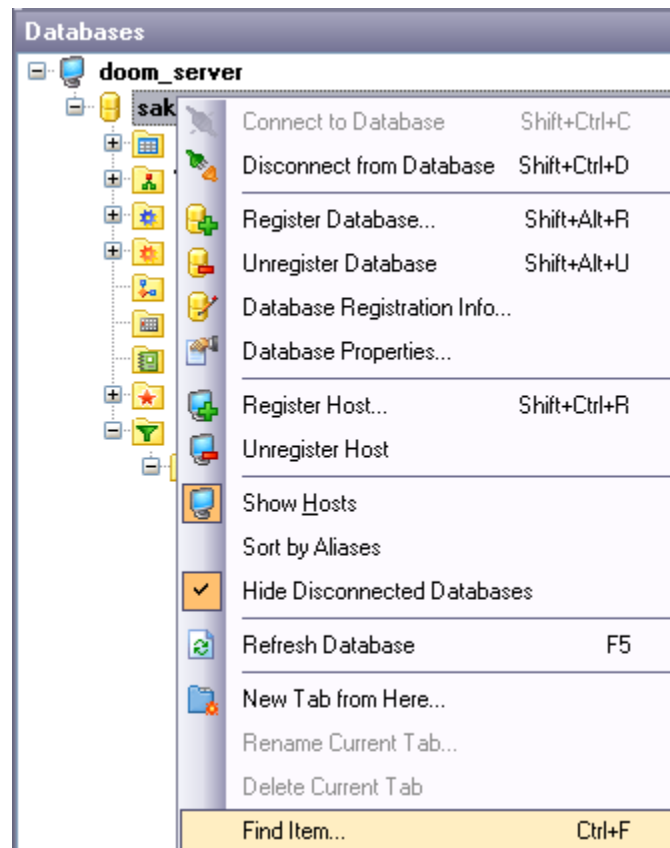 Databases
doom_server
sak
Connect to Database Shift+Ctrl+C
Disconnect from Database Shift+Ctrl+D
Register Database... Shift+Alt+R
Unregister Database Shift+Alt+U
Database Registration Info...
Database Properties...
Register Host... Shift+Ctrl+R
Unregister Host
Show Hosts
Sort by Aliases
Hide Disconnected Databases
Refresh Database F5
New Tab from Here...
Rename Current Tab...
Delete Current Tab
Find Item... Ctrl+F